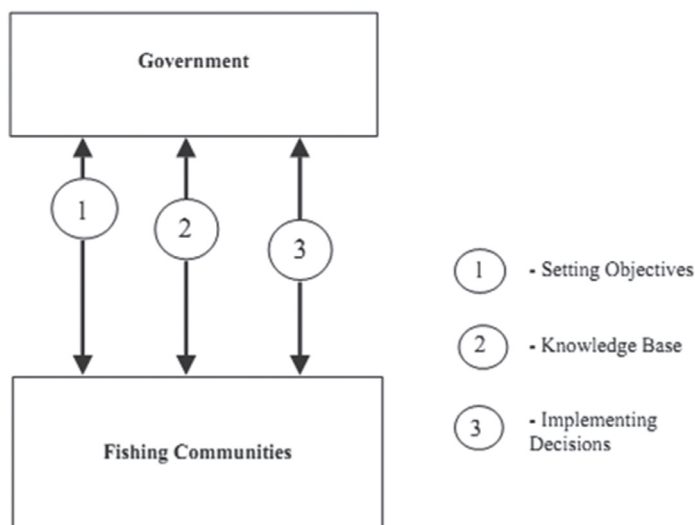 Government
1
2
3
1 - Setting Objectives
2 - Knowledge Base
3 - Implementing
Decisions
Fishing Communities